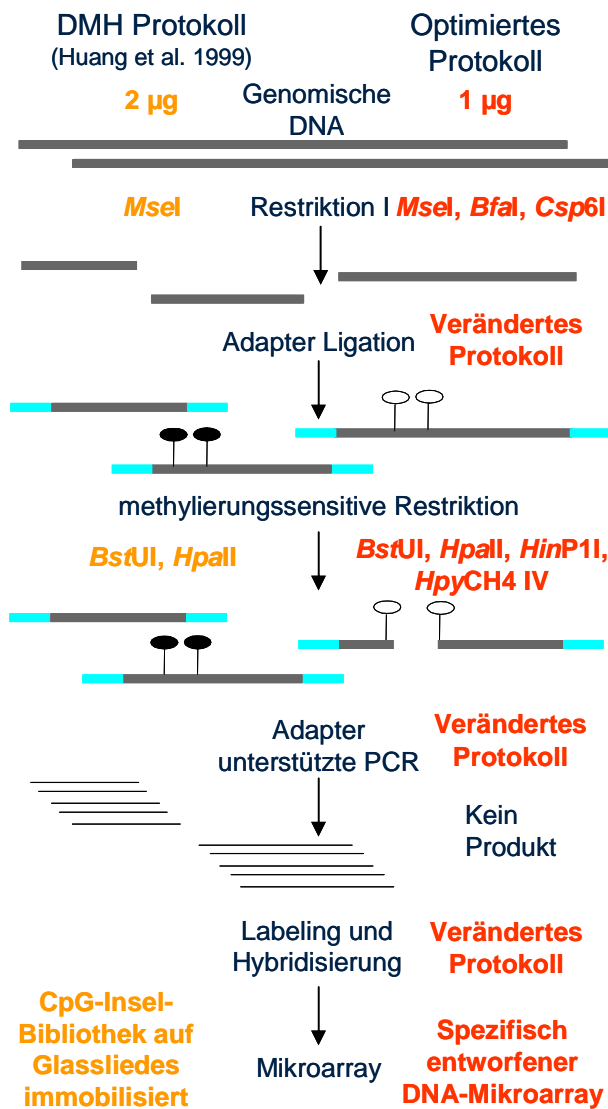 DMH Protokoll
(Huang et al. 1999)
Optimiertes
Protokoll
2 µg
Genomische
DNA
1 µg
MseI
Restriktion I
MseI, BfaI, Csp6I
Adapter Ligation
Verändertes
Protokoll
methylierungssensitive Restriktion
BstUI, HpaII
BstUI, HpaII, HinP1I,
HpyCH4 IV
Adapter
unterstützte PCR
Verändertes
Protokoll
Kein
Produkt
Labeling und
Hybridisierung
Verändertes
Protokoll
CpG-Insel-
Bibliothek auf
Glassliedes
immobilisiert
Mikroarray
Spezifisch
entworfener
DNA-Mikroarray